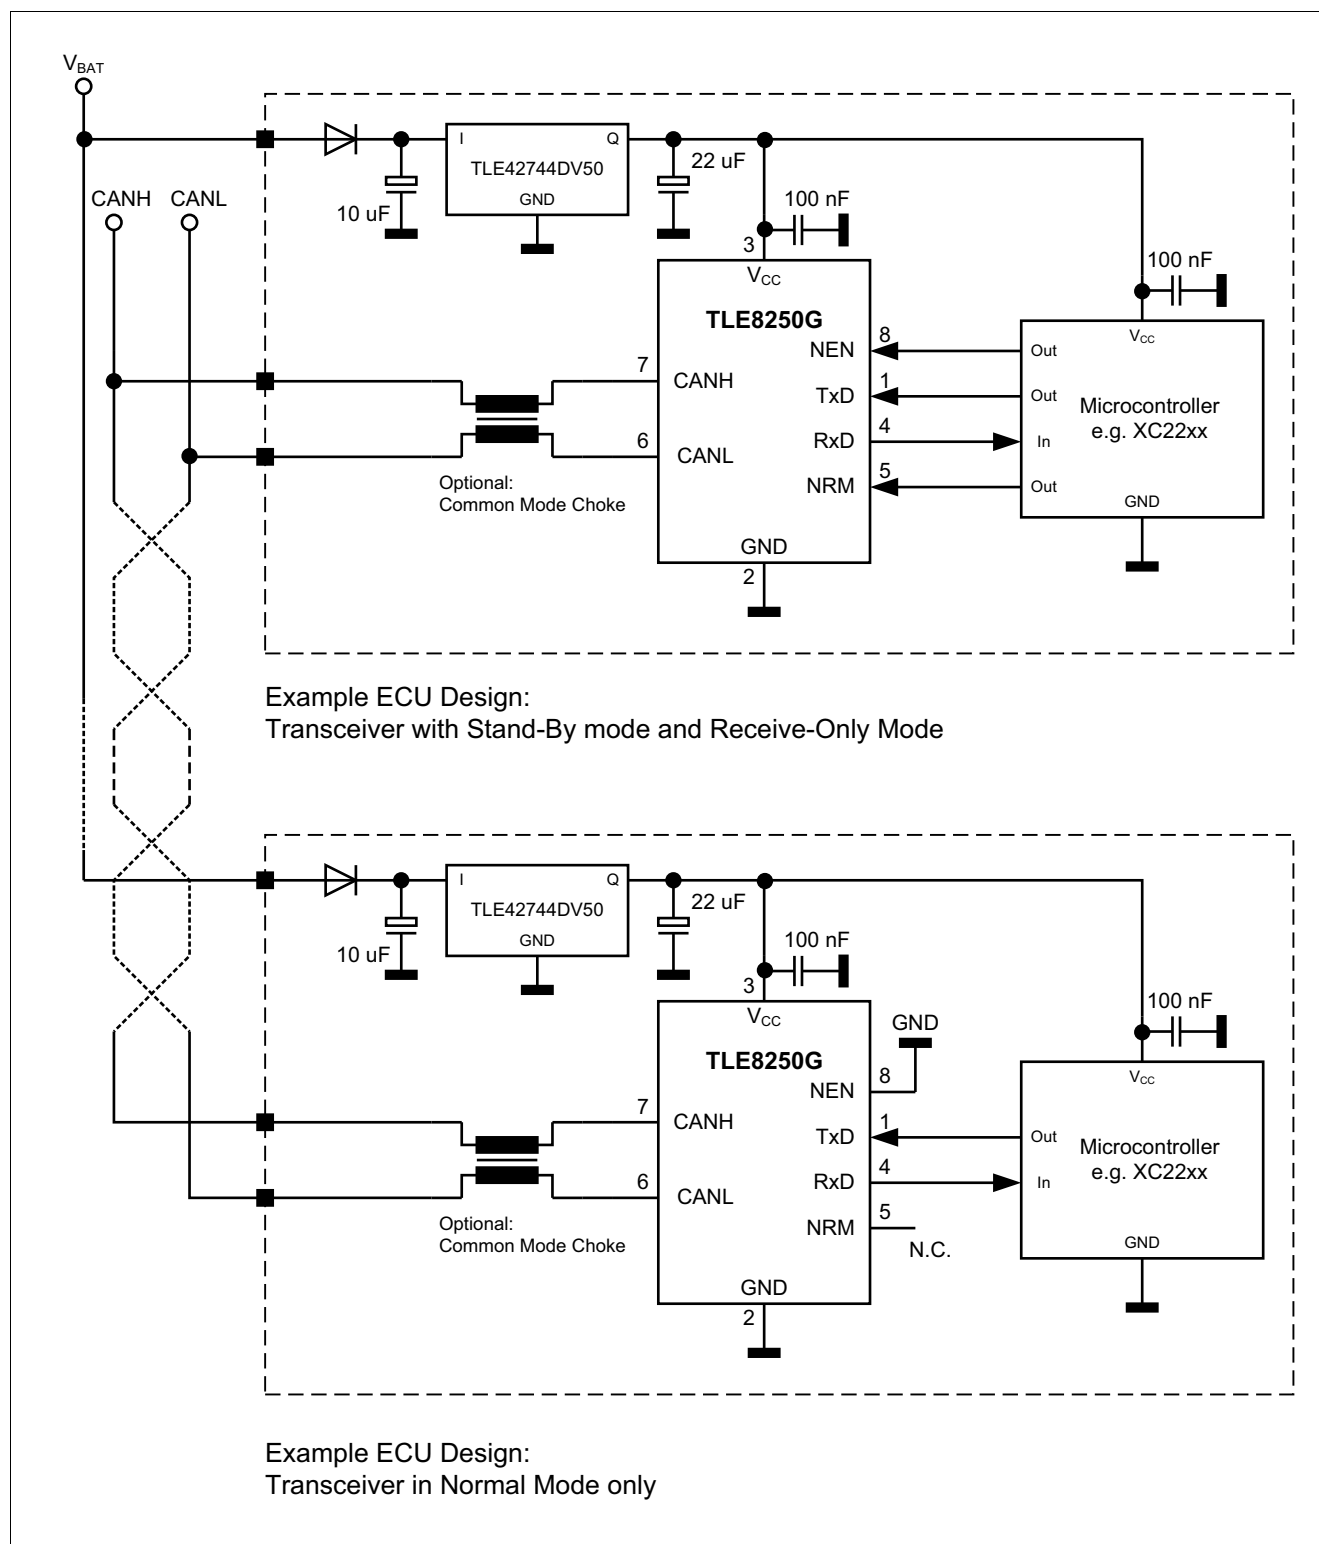 V_BAT
CANH CANL
I Q
TLE42744DV50
GND
10 uF
22 uF
100 nF
3
V_CC
TLE8250G
7
CANH
6
CANL
NEN
8
TxD
1
RxD
4
NRM
5
GND
2
Optional:
Common Mode Choke
100 nF
V_CC
Out
Out
In
Out
Microcontroller
e.g. XC22xx
GND
Example ECU Design:
Transceiver with Stand-By mode and Receive-Only Mode
I Q
TLE42744DV50
GND
10 uF
22 uF
100 nF
3
V_CC
TLE8250G
7
CANH
6
CANL
NEN
8
GND
TxD
1
RxD
4
NRM
5
N.C.
GND
2
Optional:
Common Mode Choke
100 nF
V_CC
Out
In
Microcontroller
e.g. XC22xx
GND
Example ECU Design:
Transceiver in Normal Mode only